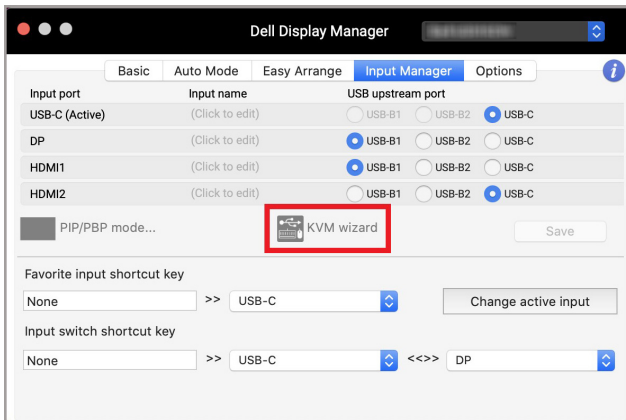 Dell Display Manager
Basic Auto Mode Easy Arrange Input Manager Options i
Input port Input name USB upstream port
USB-C (Active) (Click to edit) USB-B1 USB-B2 USB-C
DP (Click to edit) USB-B1 USB-B2 USB-C
HDMI1 (Click to edit) USB-B1 USB-B2 USB-C
HDMI2 (Click to edit) USB-B1 USB-B2 USB-C
PIP/PBP mode... KVM wizard Save
Favorite input shortcut key
None >> USB-C Change active input
Input switch shortcut key
None >> USB-C <<>> DP